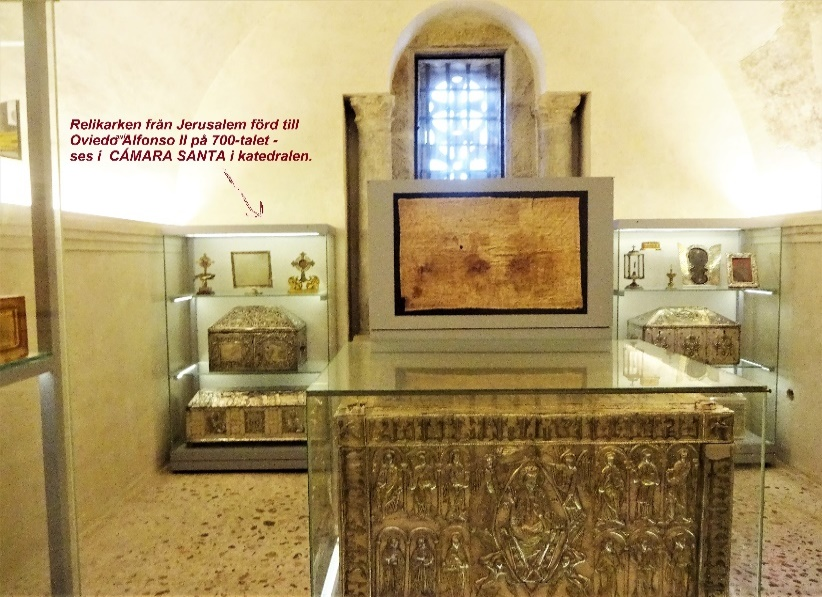 Relikarken från Jerusalem förd till
Oviedo Alfonso II på 700-talet -
ses i CÁMARA SANTA i katedralen.